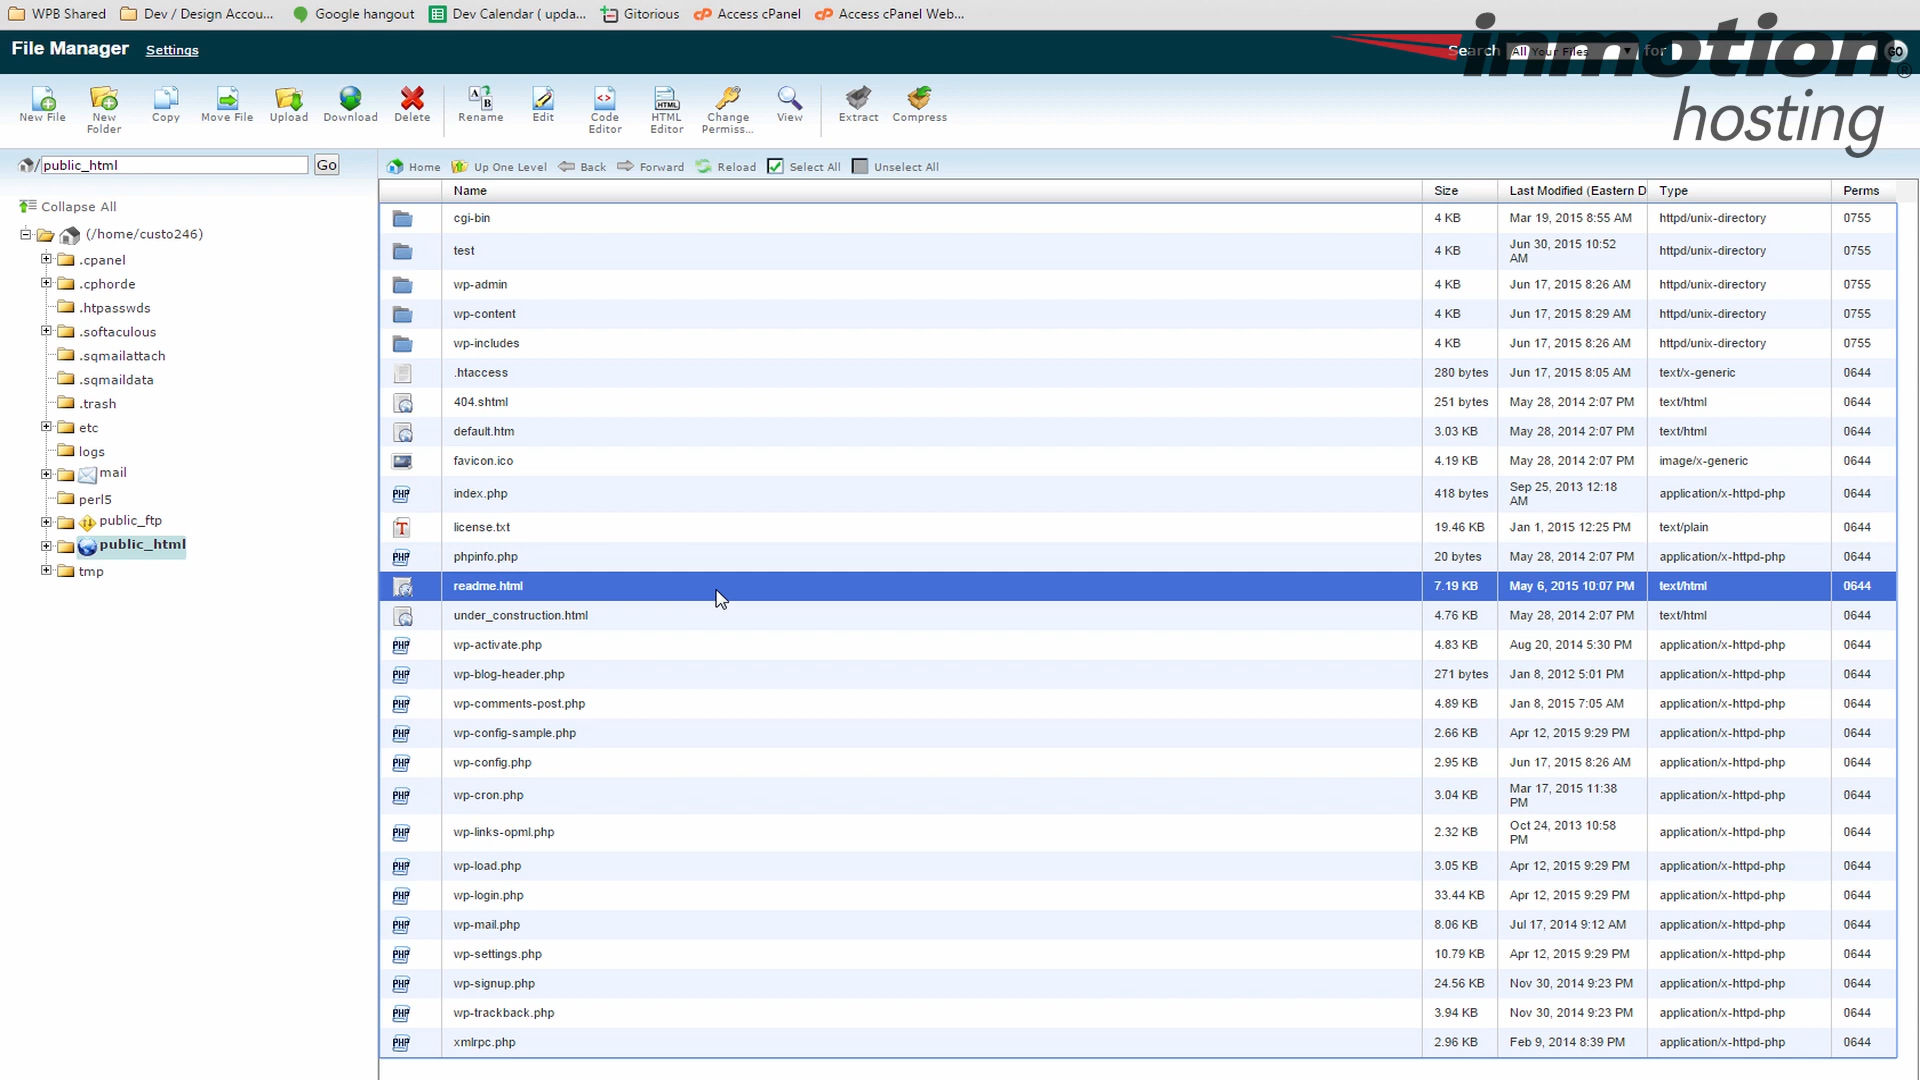 WPB Shared Dev / Design Accou... Google hangout Dev Calendar ( upda... Gitorious Access cPanel Access cPanel Web...
File Manager Settings Search All Your Files for GO
inmotion®
hosting
New File New Folder Copy Move File Upload Download Delete Rename Edit Code Editor HTML Editor Change Permiss... View Extract Compress
/ public_html Go
Home Up One Level Back Forward Reload Select All Unselect All
Collapse All
(/home/custo246)
.cpanel
.cphorde
.htpasswds
.softaculous
.sqmailattach
.sqmaildata
.trash
etc
logs
mail
perl5
public_ftp
public_html
tmp
Name Size Last Modified (Eastern D Type Perms
cgi-bin 4 KB Mar 19, 2015 8:55 AM httpd/unix-directory 0755
test 4 KB Jun 30, 2015 10:52 AM httpd/unix-directory 0755
wp-admin 4 KB Jun 17, 2015 8:26 AM httpd/unix-directory 0755
wp-content 4 KB Jun 17, 2015 8:29 AM httpd/unix-directory 0755
wp-includes 4 KB Jun 17, 2015 8:26 AM httpd/unix-directory 0755
.htaccess 280 bytes Jun 17, 2015 8:05 AM text/x-generic 0644
404.shtml 251 bytes May 28, 2014 2:07 PM text/html 0644
default.htm 3.03 KB May 28, 2014 2:07 PM text/html 0644
favicon.ico 4.19 KB May 28, 2014 2:07 PM image/x-generic 0644
PHP index.php 418 bytes Sep 25, 2013 12:18 AM application/x-httpd-php 0644
T license.txt 19.46 KB Jan 1, 2015 12:25 PM text/plain 0644
PHP phpinfo.php 20 bytes May 28, 2014 2:07 PM application/x-httpd-php 0644
readme.html 7.19 KB May 6, 2015 10:07 PM text/html 0644
under_construction.html 4.76 KB May 28, 2014 2:07 PM text/html 0644
PHP wp-activate.php 4.83 KB Aug 20, 2014 5:30 PM application/x-httpd-php 0644
PHP wp-blog-header.php 271 bytes Jan 8, 2012 5:01 PM application/x-httpd-php 0644
PHP wp-comments-post.php 4.89 KB Jan 8, 2015 7:05 AM application/x-httpd-php 0644
PHP wp-config-sample.php 2.66 KB Apr 12, 2015 9:29 PM application/x-httpd-php 0644
PHP wp-config.php 2.95 KB Jun 17, 2015 8:26 AM application/x-httpd-php 0644
PHP wp-cron.php 3.04 KB Mar 17, 2015 11:38 PM application/x-httpd-php 0644
PHP wp-links-opml.php 2.32 KB Oct 24, 2013 10:58 PM application/x-httpd-php 0644
PHP wp-load.php 3.05 KB Apr 12, 2015 9:29 PM application/x-httpd-php 0644
PHP wp-login.php 33.44 KB Apr 12, 2015 9:29 PM application/x-httpd-php 0644
PHP wp-mail.php 8.06 KB Jul 17, 2014 9:12 AM application/x-httpd-php 0644
PHP wp-settings.php 10.79 KB Apr 12, 2015 9:29 PM application/x-httpd-php 0644
PHP wp-signup.php 24.56 KB Nov 30, 2014 9:23 PM application/x-httpd-php 0644
PHP wp-trackback.php 3.94 KB Nov 30, 2014 9:23 PM application/x-httpd-php 0644
PHP xmlrpc.php 2.96 KB Feb 9, 2014 8:39 PM application/x-httpd-php 0644